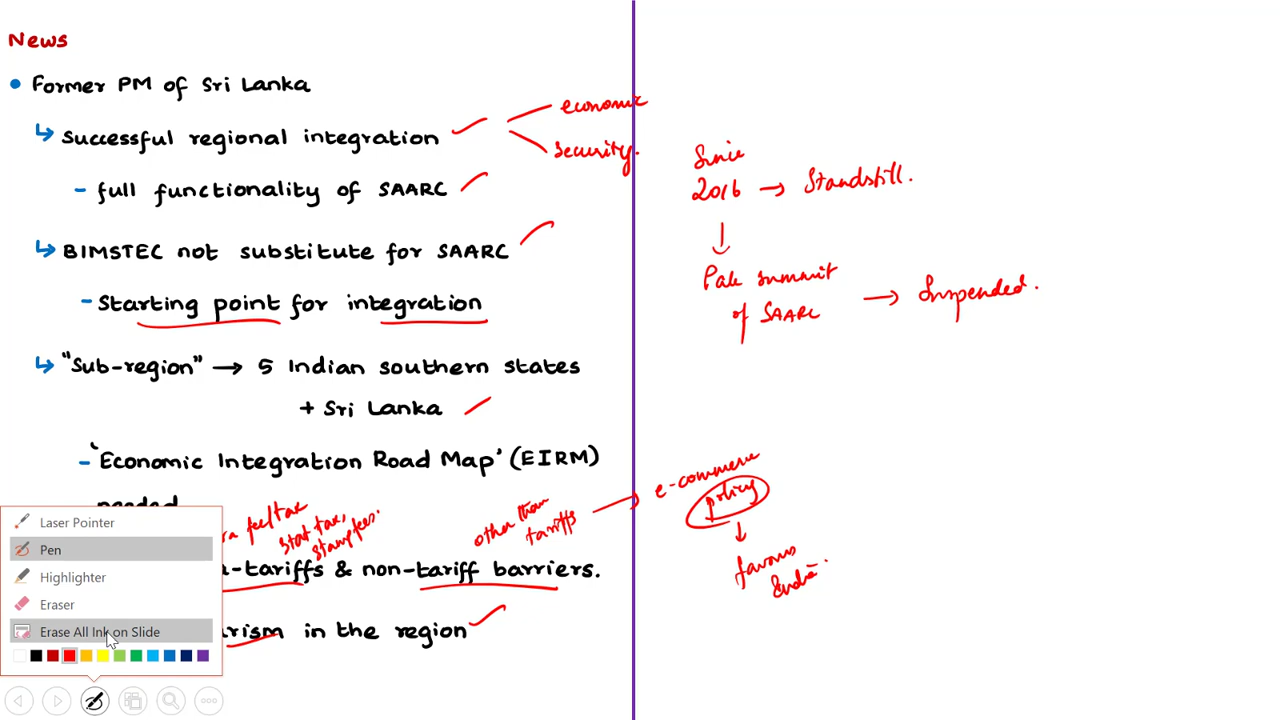 News
• Former PM of Sri Lanka
↳ Successful regional integration
economic
security.
- full functionality of SAARC
↳ BIMSTEC not substitute for SAARC
- Starting point for integration
↳ "Sub-region" → 5 Indian southern states
+ Sri Lanka
- 'Economic Integration Road Map' (EIRM)
needed
fee/tax
stat tax,
stamp fees.
other than
tariffs
-tariffs & non-tariff barriers.
in the region
Since
2016 → Standstill.
↓
Pak summit
of SAARC → Suspended.
e-commerce
policy
↓
favours
India.
Laser Pointer
Pen
Highlighter
Eraser
Erase All Ink on Slide